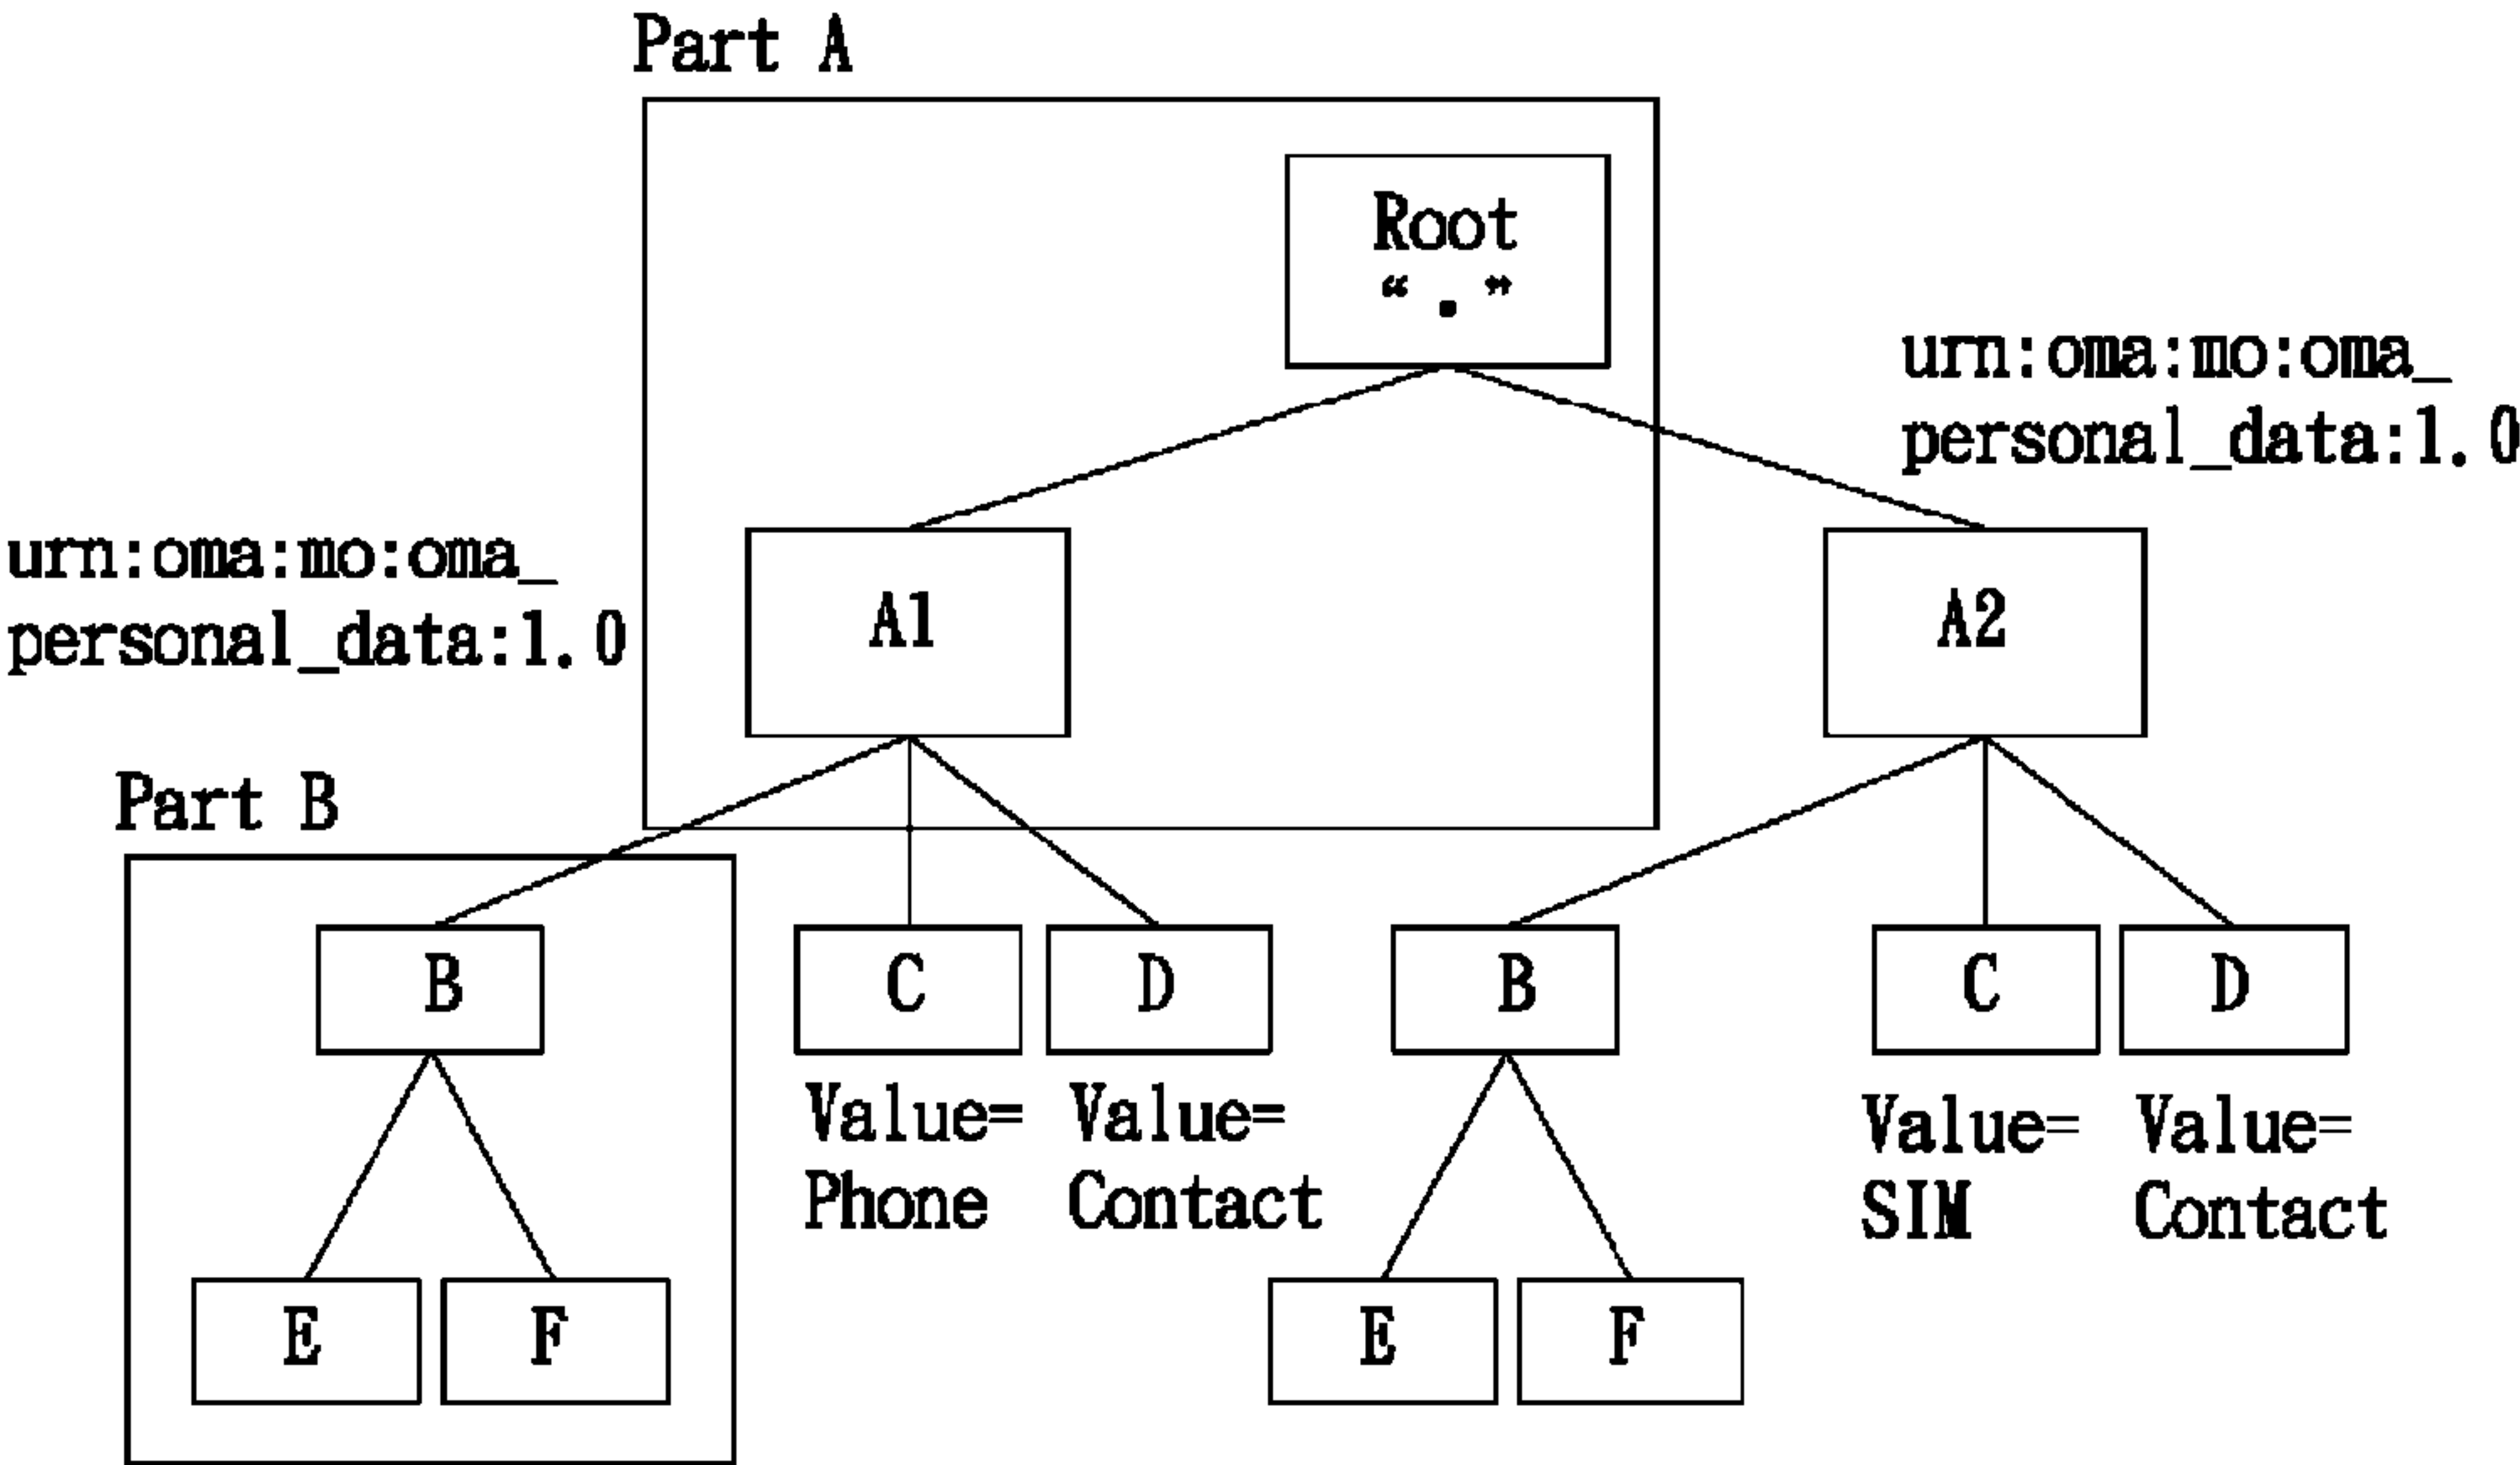 Part A
Root
“.”
urn:oma:mo:oma_
personal_data:1.0
urn:oma:mo:oma_
personal_data:1.0
A1
A2
Part B
B
C
D
B
C
D
Value=
Phone
Value=
Contact
Value=
SIM
Value=
Contact
E
F
E
F